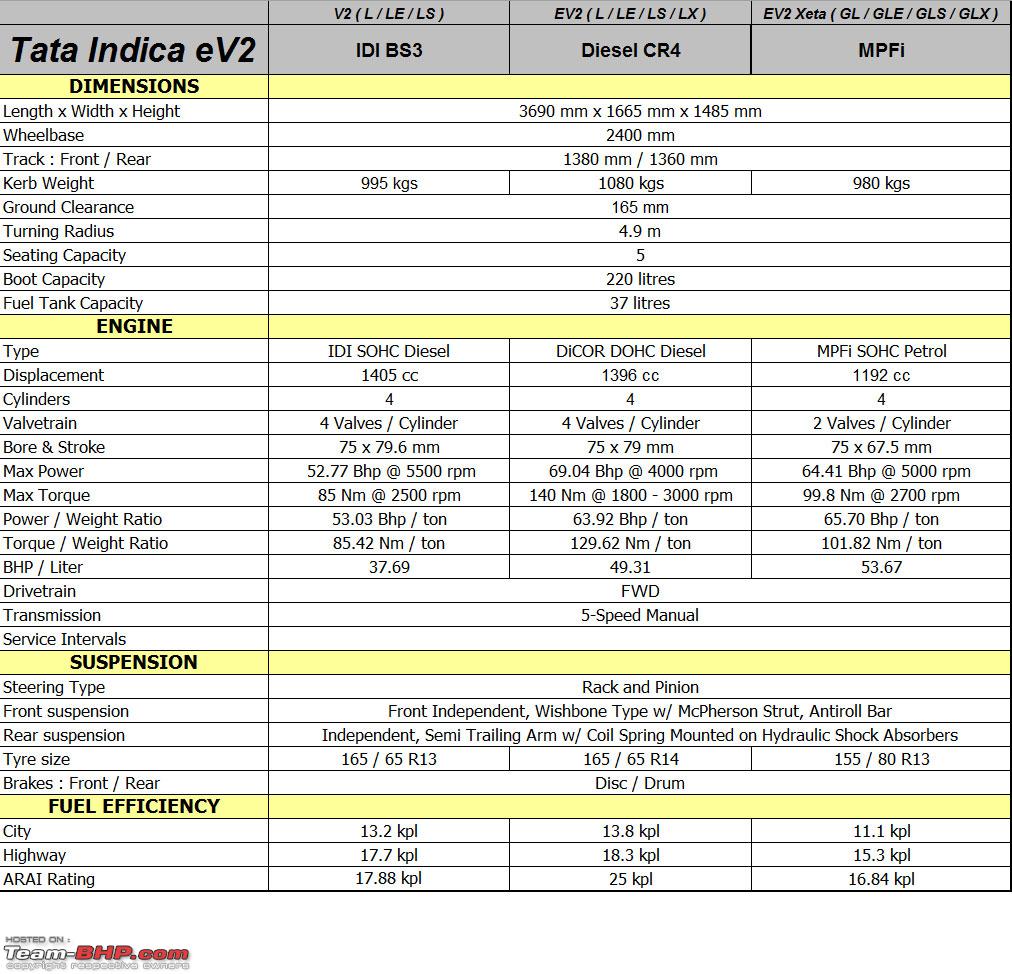 V2 ( L / LE / LS ) EV2 ( L / LE / LS / LX ) EV2 Xeta ( GL / GLE / GLS / GLX )
Tata Indica eV2 IDI BS3 Diesel CR4 MPFi
DIMENSIONS
Length x Width x Height 3690 mm x 1665 mm x 1485 mm
Wheelbase 2400 mm
Track : Front / Rear 1380 mm / 1360 mm
Kerb Weight 995 kgs 1080 kgs 980 kgs
Ground Clearance 165 mm
Turning Radius 4.9 m
Seating Capacity 5
Boot Capacity 220 litres
Fuel Tank Capacity 37 litres
ENGINE
Type IDI SOHC Diesel DiCOR DOHC Diesel MPFi SOHC Petrol
Displacement 1405 cc 1396 cc 1192 cc
Cylinders 4 4 4
Valvetrain 4 Valves / Cylinder 4 Valves / Cylinder 2 Valves / Cylinder
Bore & Stroke 75 x 79.6 mm 75 x 79 mm 75 x 67.5 mm
Max Power 52.77 Bhp @ 5500 rpm 69.04 Bhp @ 4000 rpm 64.41 Bhp @ 5000 rpm
Max Torque 85 Nm @ 2500 rpm 140 Nm @ 1800 - 3000 rpm 99.8 Nm @ 2700 rpm
Power / Weight Ratio 53.03 Bhp / ton 63.92 Bhp / ton 65.70 Bhp / ton
Torque / Weight Ratio 85.42 Nm / ton 129.62 Nm / ton 101.82 Nm / ton
BHP / Liter 37.69 49.31 53.67
Drivetrain FWD
Transmission 5-Speed Manual
Service Intervals
SUSPENSION
Steering Type Rack and Pinion
Front suspension Front Independent, Wishbone Type w/ McPherson Strut, Antiroll Bar
Rear suspension Independent, Semi Trailing Arm w/ Coil Spring Mounted on Hydraulic Shock Absorbers
Tyre size 165 / 65 R13 165 / 65 R14 155 / 80 R13
Brakes : Front / Rear Disc / Drum
FUEL EFFICIENCY
City 13.2 kpl 13.8 kpl 11.1 kpl
Highway 17.7 kpl 18.3 kpl 15.3 kpl
ARAI Rating 17.88 kpl 25 kpl 16.84 kpl
HOSTED ON :
Team-BHP.com
copyright respective owners